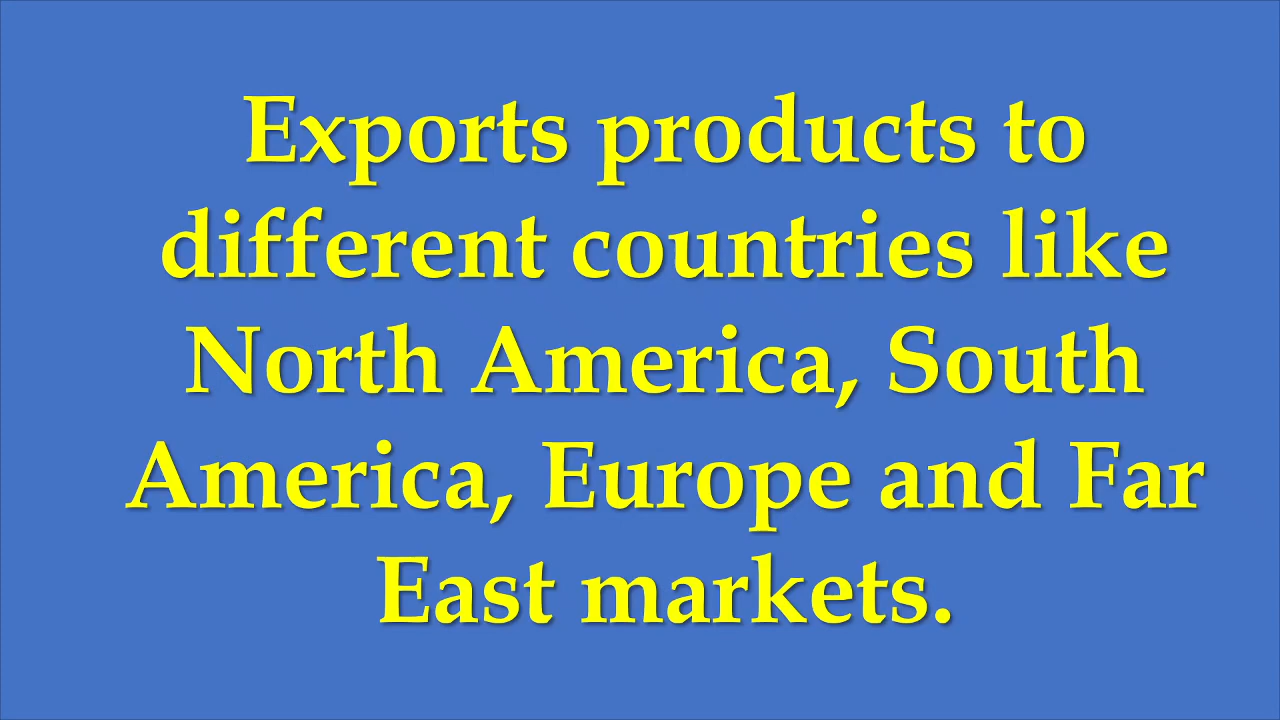 Exports products to
different countries like
North America, South
America, Europe and Far
East markets.